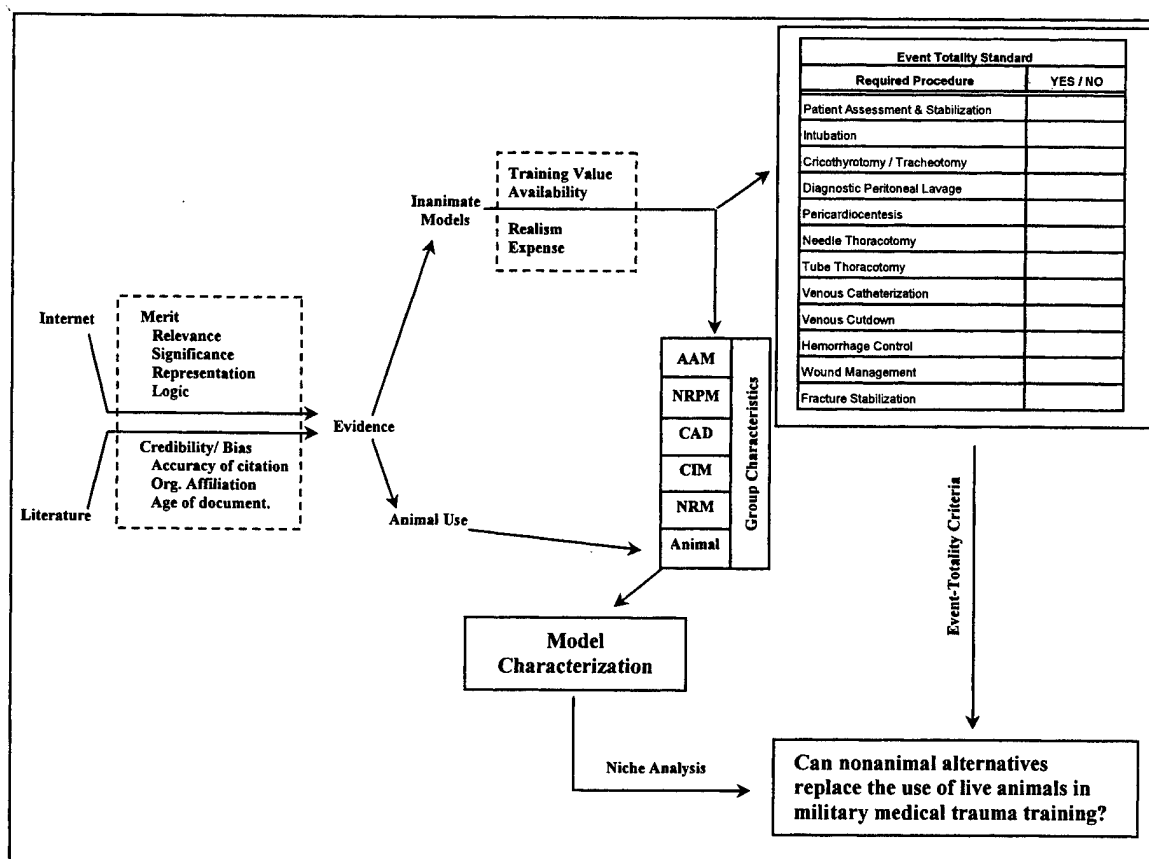 Event Totality Standard
Required Procedure YES / NO
Patient Assessment & Stabilization
Intubation
Cricothyrotomy / Tracheotomy
Diagnostic Peritoneal Lavage
Pericardiocentesis
Needle Thoracotomy
Tube Thoracotomy
Venous Catheterization
Venous Cutdown
Hemorrhage Control
Wound Management
Fracture Stabilization
Training Value
Availability
Inanimate
Models
Realism
Expense
Internet
Merit
Relevance
Significance
Representation
Logic
Evidence
Credibility/ Bias
Accuracy of citation
Org. Affiliation
Age of document.
Literature
Animal Use
AAM
NRPM
CAD
CIM
NRM
Animal
Group Characteristics
Model
Characterization
Event-Totality Criteria
Niche Analysis
Can nonanimal alternatives
replace the use of live animals in
military medical trauma training?